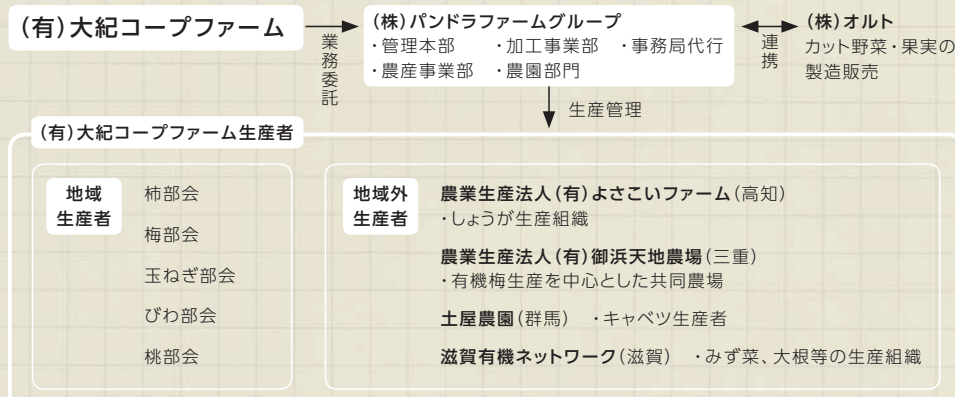 (有)大紀コープファーム
業務委託
(株)パンドラファームグループ
・管理本部 ・加工事業部 ・事務局代行
・農産事業部 ・農園部門
連携
(株)オルト
カット野菜・果実の
製造販売
生産管理
(有)大紀コープファーム生産者
地域
生産者
柿部会
梅部会
玉ねぎ部会
びわ部会
桃部会
地域外
生産者
農業生産法人(有)よさこいファーム(高知)
・しょうが生産組織
農業生産法人(有)御浜天地農場(三重)
・有機梅生産を中心とした共同農場
土屋農園(群馬) ・キャベツ生産者
滋賀有機ネットワーク(滋賀) ・みず菜、大根等の生産組織